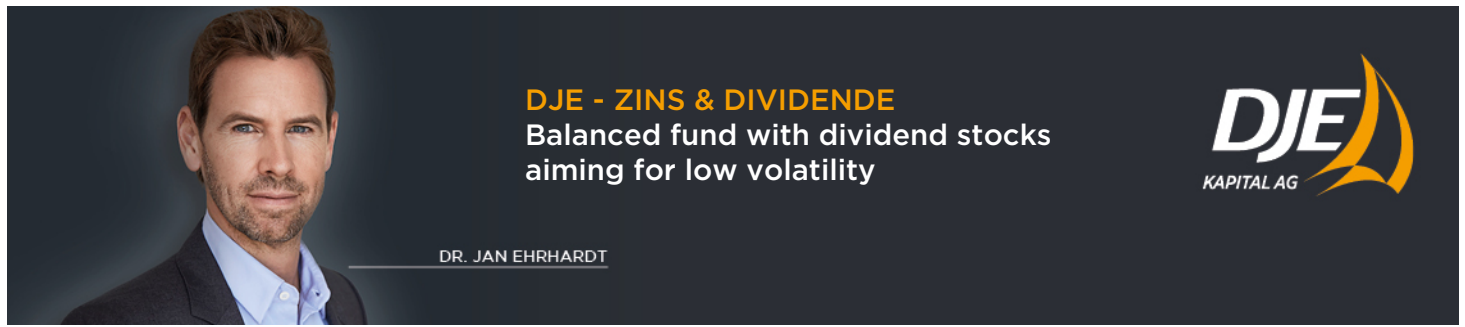 DJE - ZINS & DIVIDENDE
Balanced fund with dividend stocks
aiming for low volatility
DR. JAN EHRHARDT
DJE
KAPITAL AG